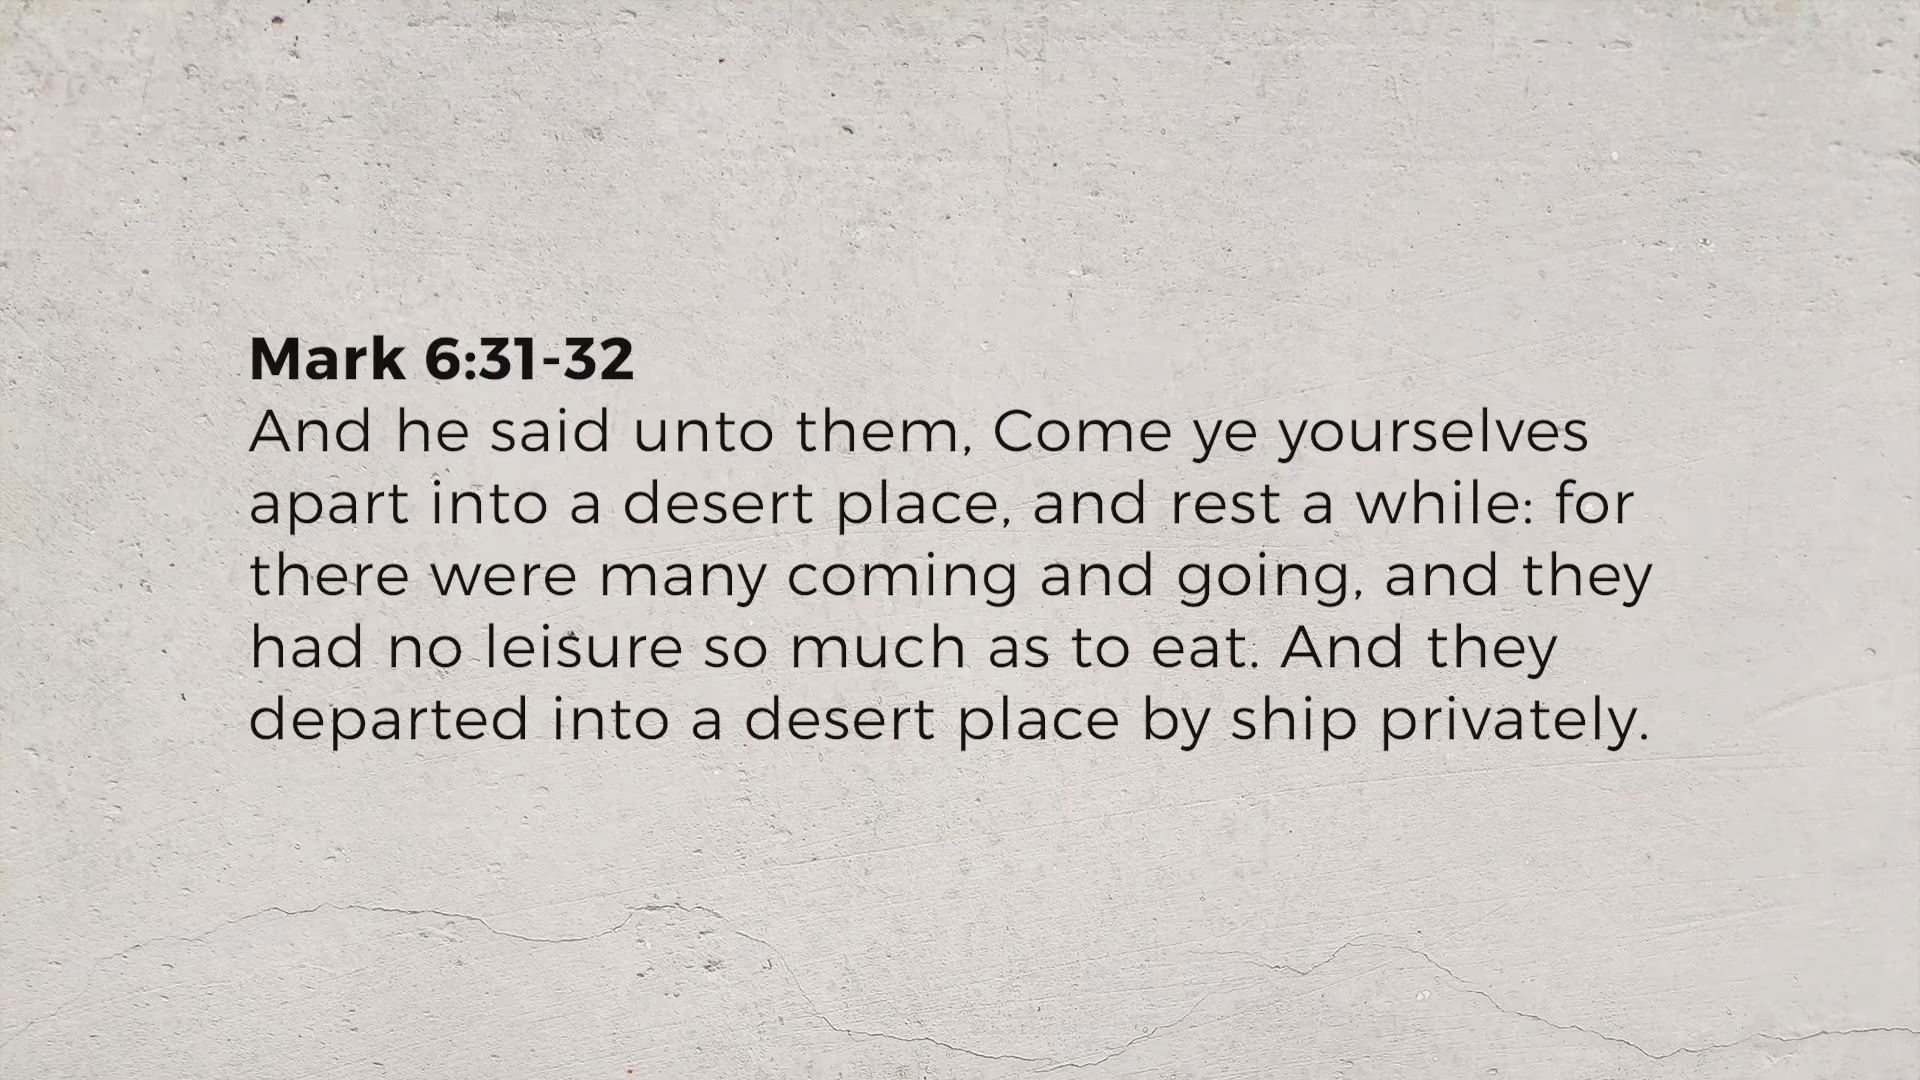 Mark 6:31-32
And he said unto them, Come ye yourselves
apart into a desert place, and rest a while: for
there were many coming and going, and they
had no leisure so much as to eat. And they
departed into a desert place by ship privately.